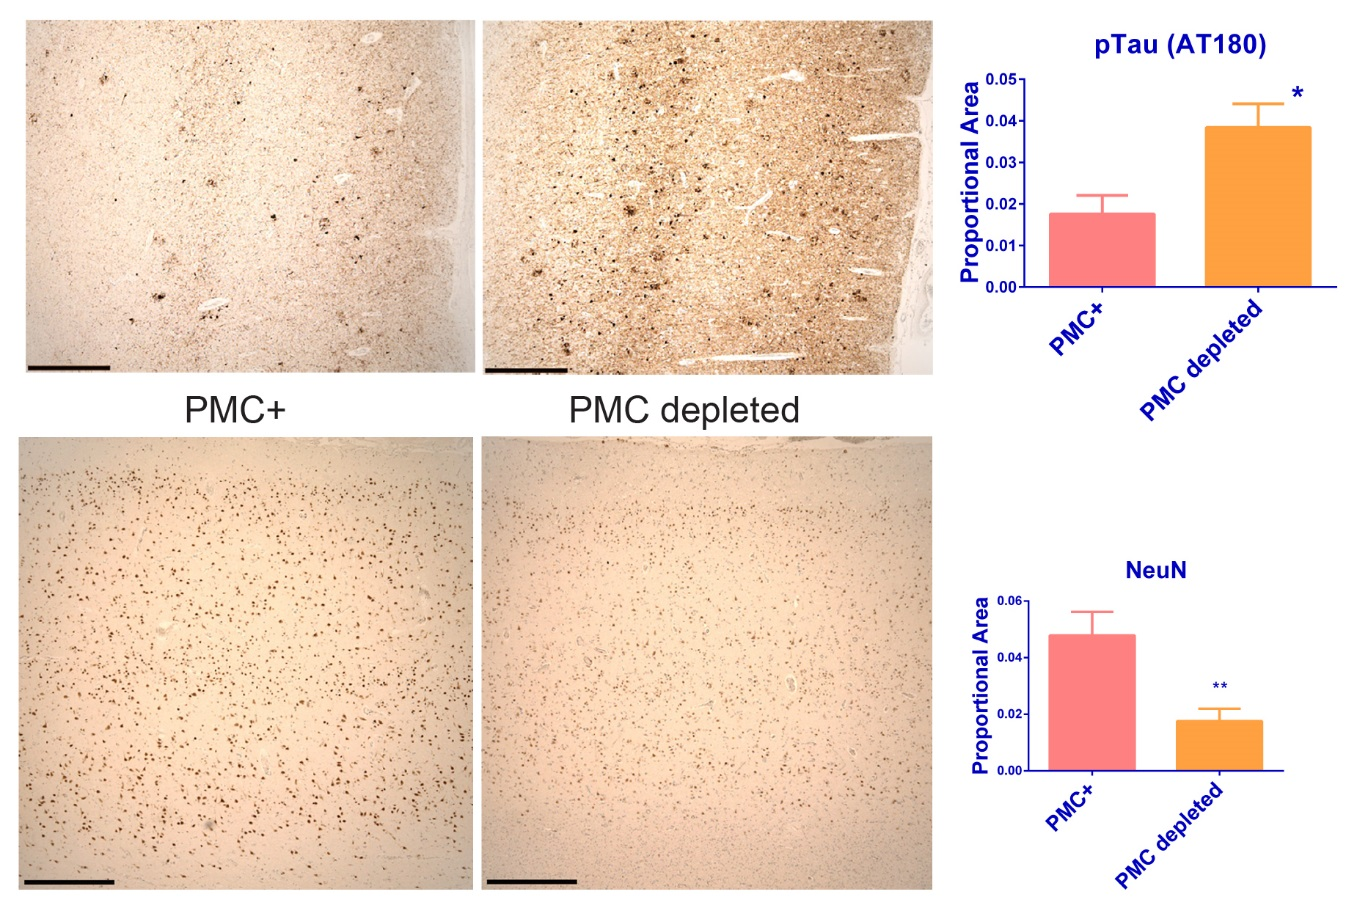 pTau (AT180)
Proportional Area
0.05
0.04
0.03
0.02
0.01
0.00
*
PMC+
PMC depleted
PMC+
PMC depleted
NeuN
Proportional Area
0.06
0.04
0.02
0.00
**
PMC+
PMC depleted